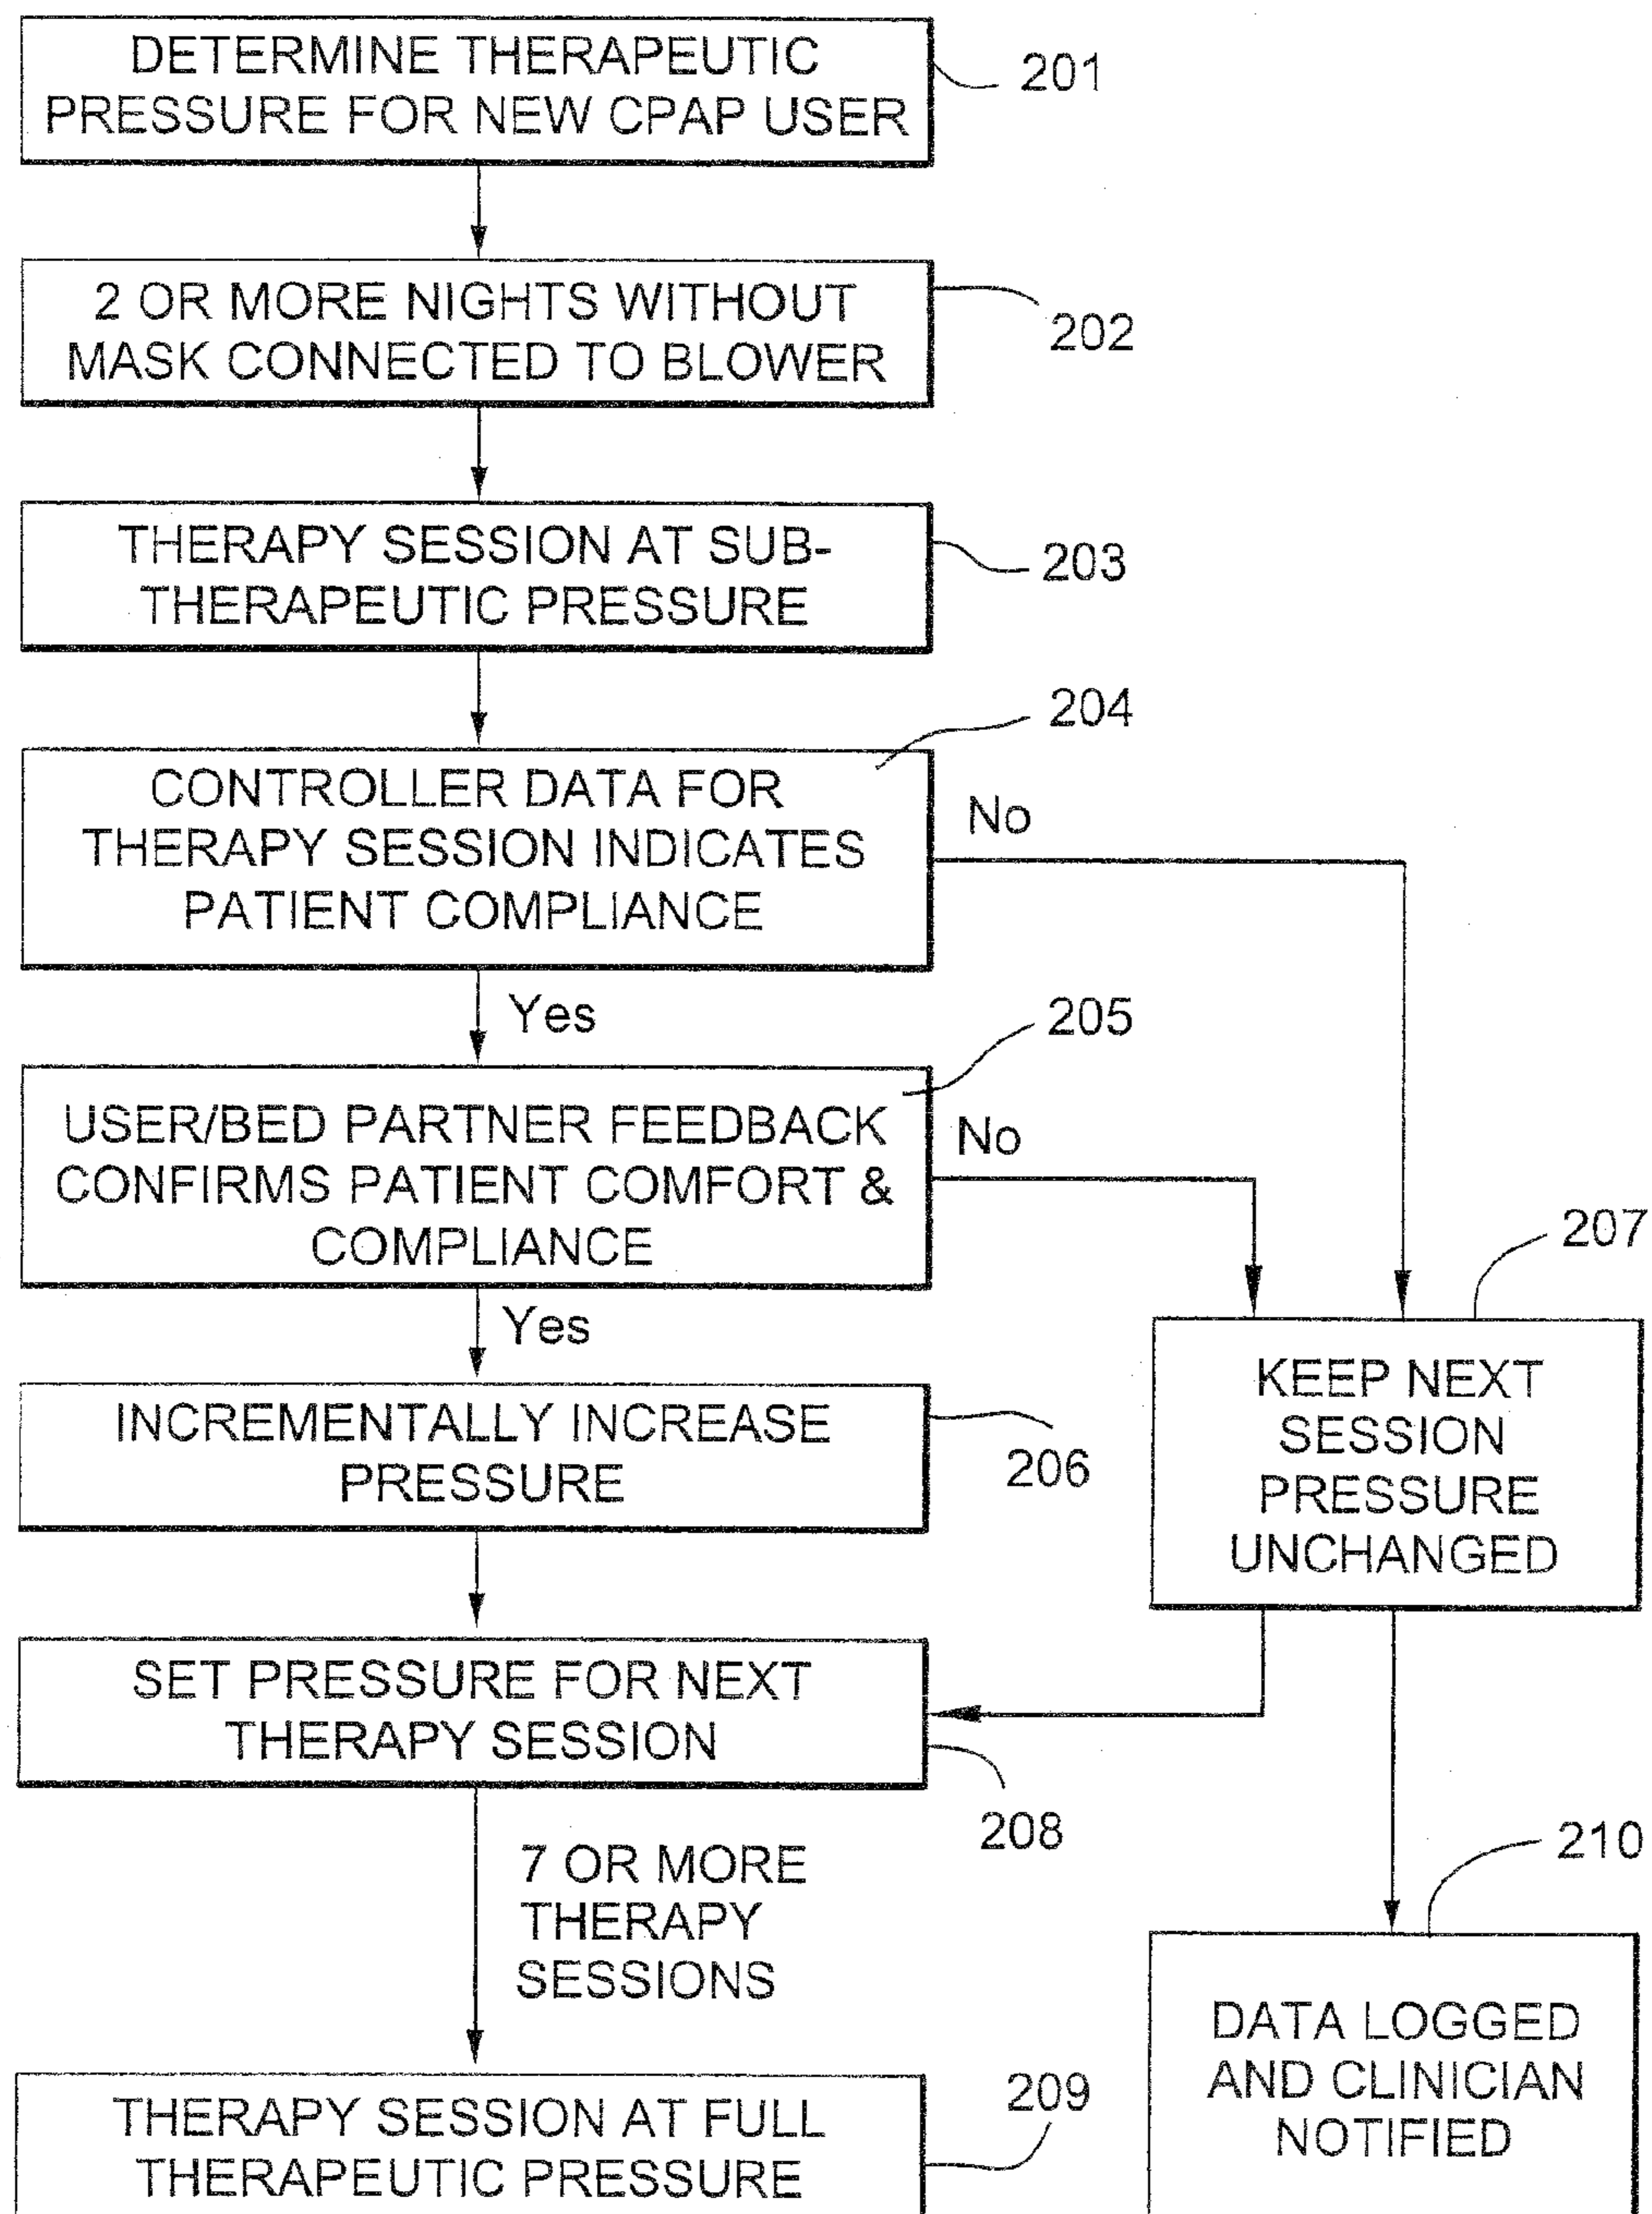 DETERMINE THERAPEUTIC
PRESSURE FOR NEW CPAP USER
201
2 OR MORE NIGHTS WITHOUT
MASK CONNECTED TO BLOWER
202
THERAPY SESSION AT SUB-
THERAPEUTIC PRESSURE
203
204
CONTROLLER DATA FOR
THERAPY SESSION INDICATES
PATIENT COMPLIANCE
No
Yes
205
USER/BED PARTNER FEEDBACK
CONFIRMS PATIENT COMFORT &
COMPLIANCE
No
207
Yes
INCREMENTALLY INCREASE
PRESSURE
206
KEEP NEXT
SESSION
PRESSURE
UNCHANGED
SET PRESSURE FOR NEXT
THERAPY SESSION
208
7 OR MORE
THERAPY
SESSIONS
210
THERAPY SESSION AT FULL
THERAPEUTIC PRESSURE
209
DATA LOGGED
AND CLINICIAN
NOTIFIED